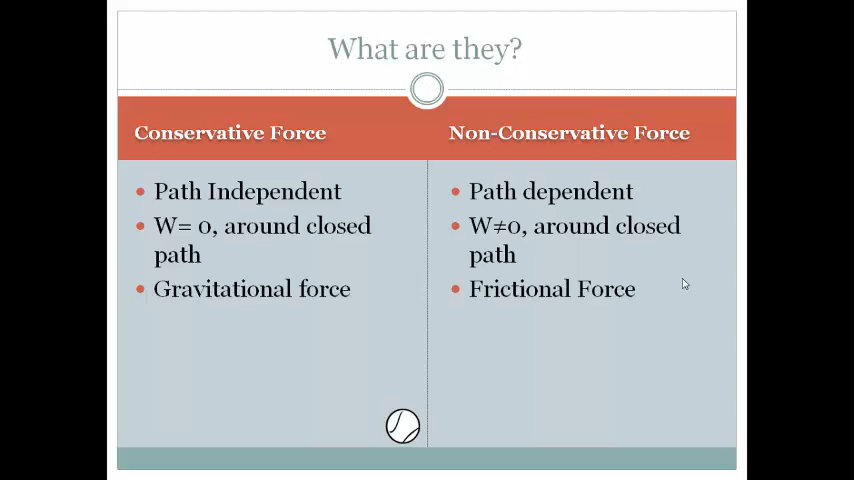 What are they?
Conservative Force
Non-Conservative Force
• Path Independent
• W= 0, around closed
path
• Gravitational force
• Path dependent
• W≠0, around closed
path
• Frictional Force